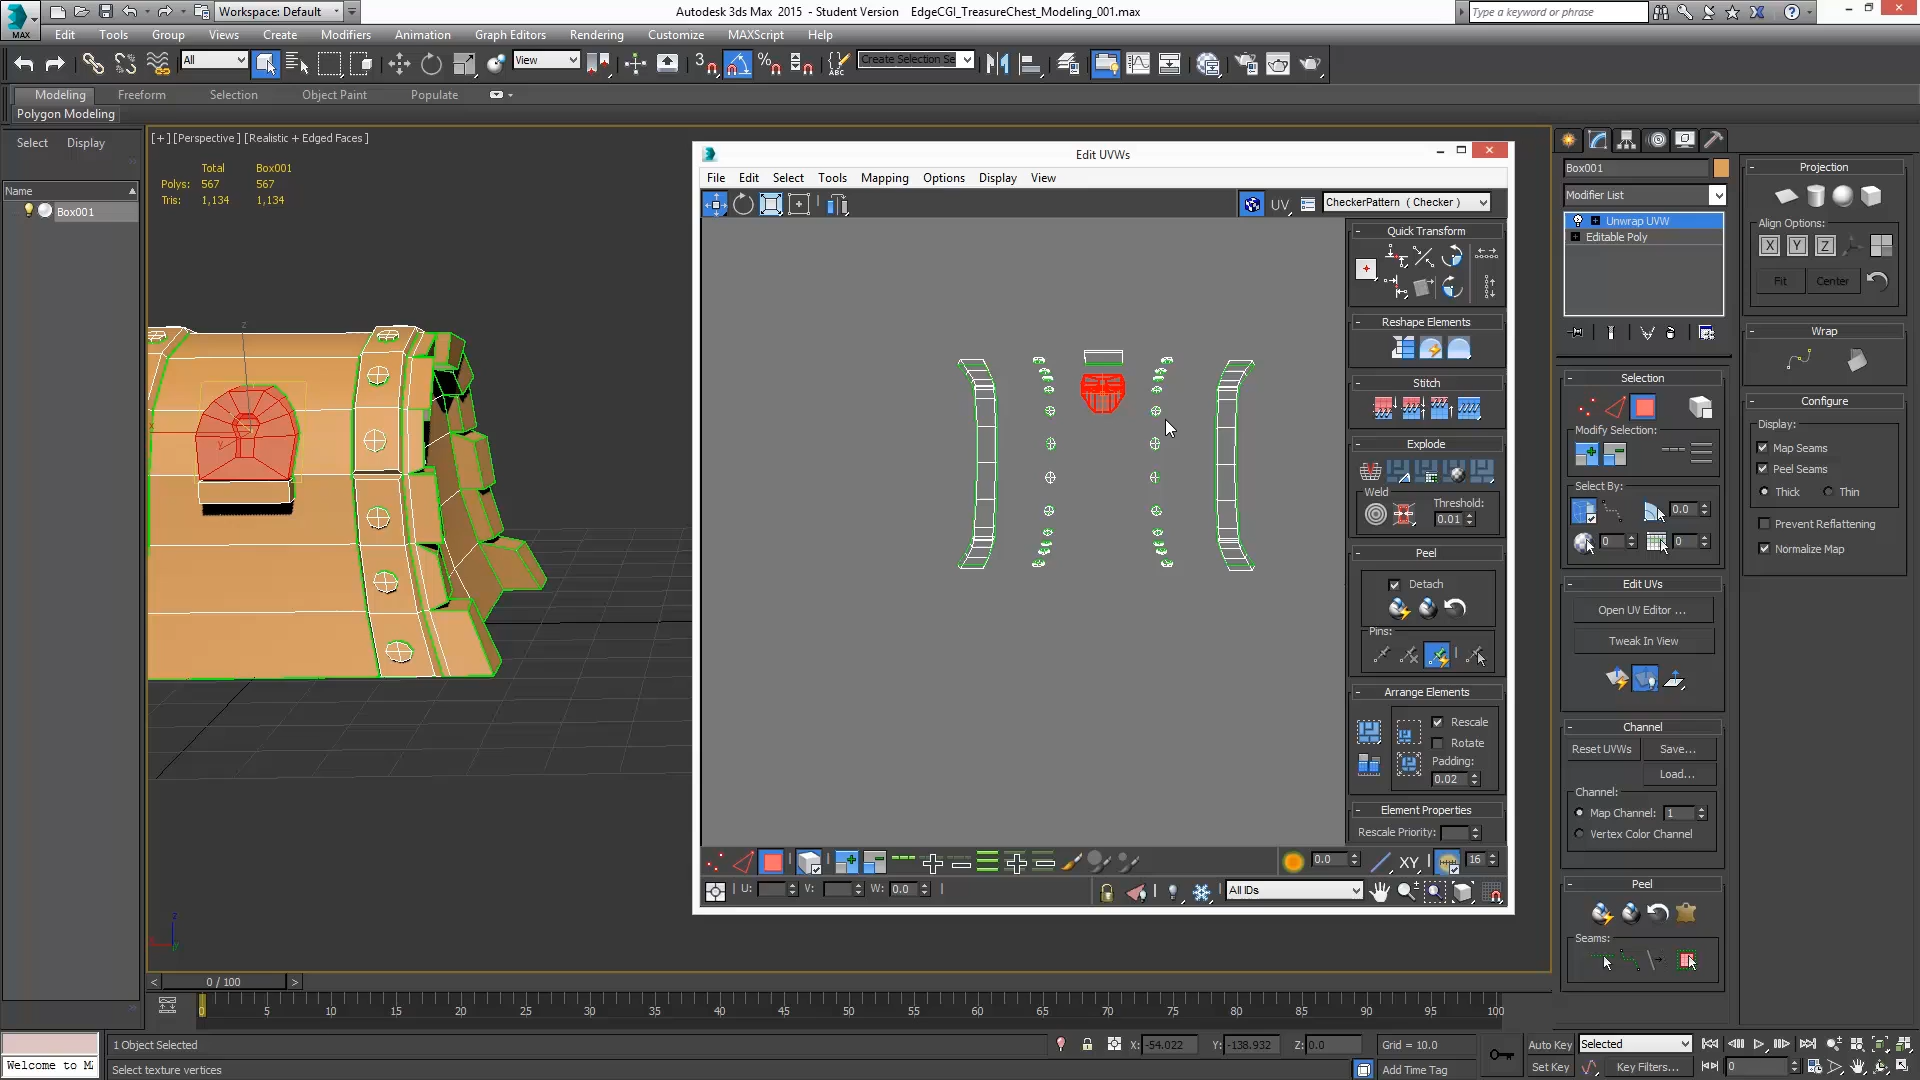 MAX
Workspace: Default
Autodesk 3ds Max 2015 - Student Version EdgeCGI_TreasureChest_Modeling_001.max
Type a keyword or phrase
Edit Tools Group Views Create Modifiers Animation Graph Editors Rendering Customize MAXScript Help
All
View
3
Create Selection Se
Modeling Freeform Selection Object Paint Populate
Polygon Modeling
Select Display
Name
Box001
[+] [Perspective] [Realistic + Edged Faces]
Total Box001
Polys: 567 567
Tris: 1,134 1,134
Edit UVWs
File Edit Select Tools Mapping Options Display View
UV
CheckerPattern ( Checker )
Quick Transform
Reshape Elements
Stitch
Explode
Weld
Threshold:
0.01
Peel
Detach
Pins:
Arrange Elements
Rescale
Rotate
Padding:
0.02
Element Properties
Rescale Priority:
0.0
XY
16
U: V: W: 0.0
All IDs
Box001
Modifier List
Unwrap UVW
Editable Poly
Selection
Modify Selection:
Select By:
0.0
0 0
Edit UVs
Open UV Editor ...
Tweak In View
Channel
Reset UVWs Save...
Load...
Channel:
Map Channel: 1
Vertex Color Channel
Peel
Seams:
Projection
Align Options:
X Y Z
Fit Center
Wrap
Configure
Display:
Map Seams
Peel Seams
Thick Thin
Prevent Reflattening
Normalize Map
z
x
y
z
x
y
< 0 / 100 >
0 5 10 15 20 25 30 35 40 45 50 55 60 65 70 75 80 85 90 95 100
1 Object Selected
X: -54.022 Y: -138.932 Z: 0.0 Grid = 10.0
Auto Key Selected
Welcome to M
Select texture vertices
Add Time Tag
Set Key Key Filters...
0